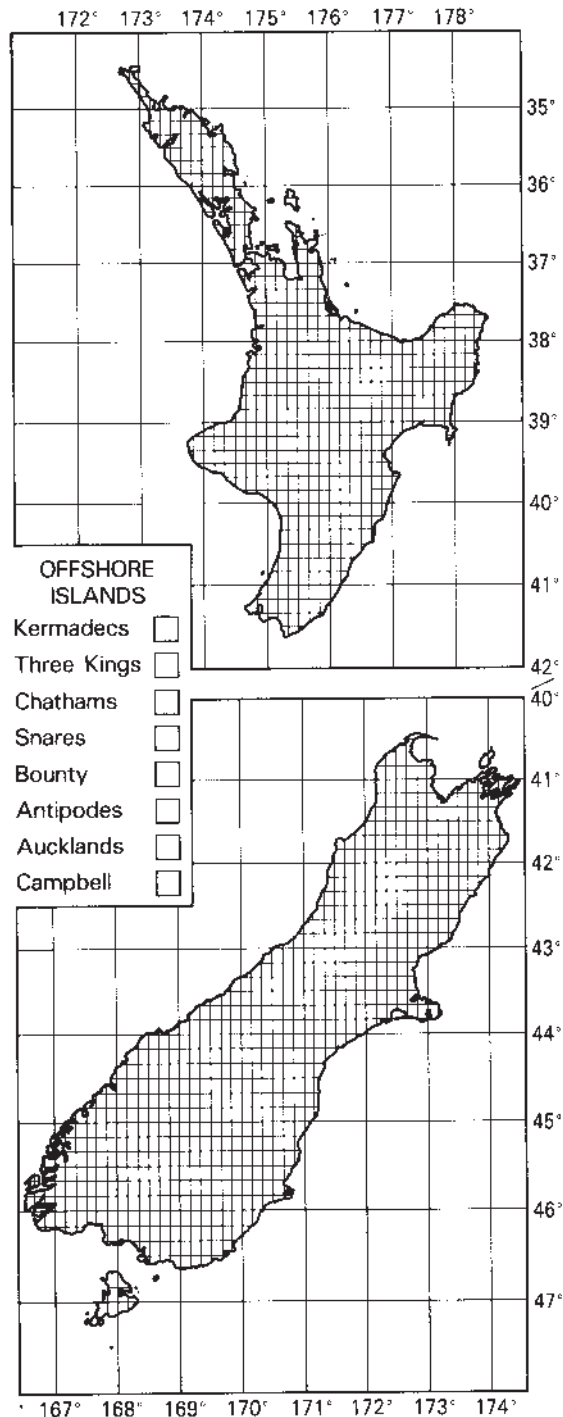 172° 173° 174° 175° 176° 177° 178°
35°
36°
37°
38°
39°
40°
41°
42°
OFFSHORE
ISLANDS
Kermadecs
Three Kings
Chathams
Snares
Bounty
Antipodes
Aucklands
Campbell
40°
41°
42°
43°
44°
45°
46°
47°
167° 168° 169° 170° 171° 172° 173° 174°